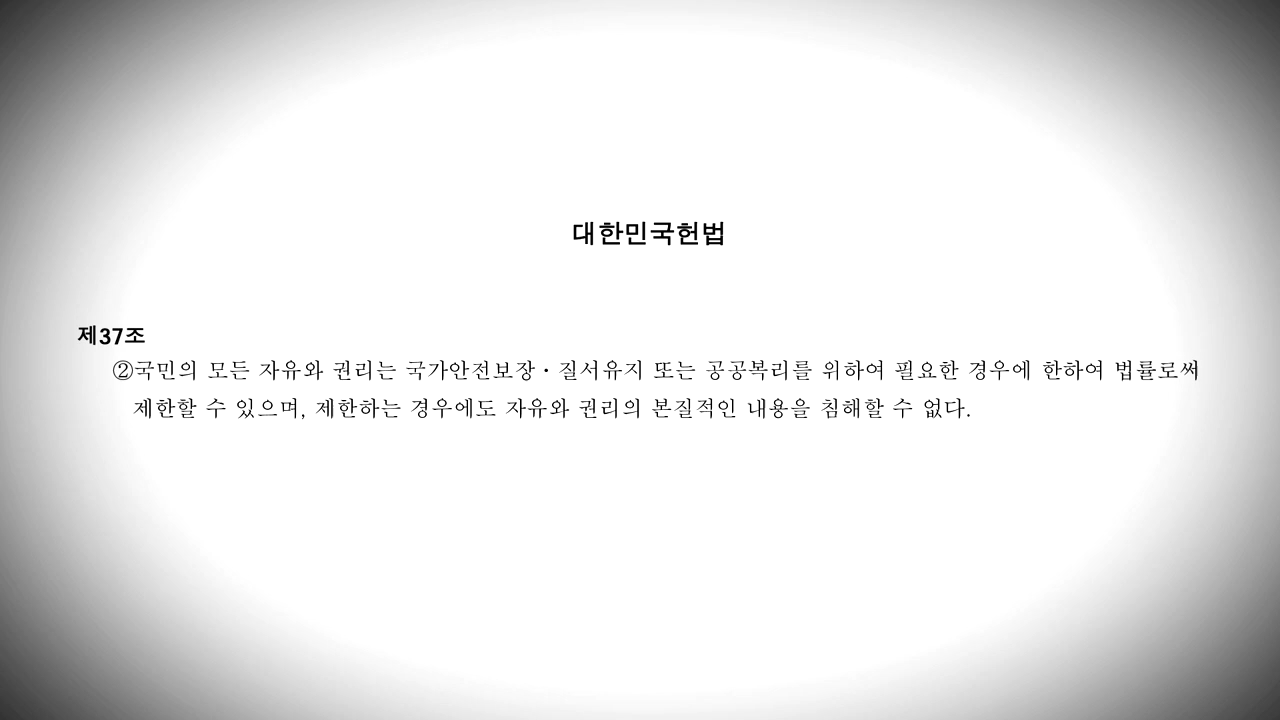 대한민국헌법
제37조
②국민의 모든 자유와 권리는 국가안전보장·질서유지 또는 공공복리를 위하여 필요한 경우에 한하여 법률로써
제한할 수 있으며, 제한하는 경우에도 자유와 권리의 본질적인 내용을 침해할 수 없다.